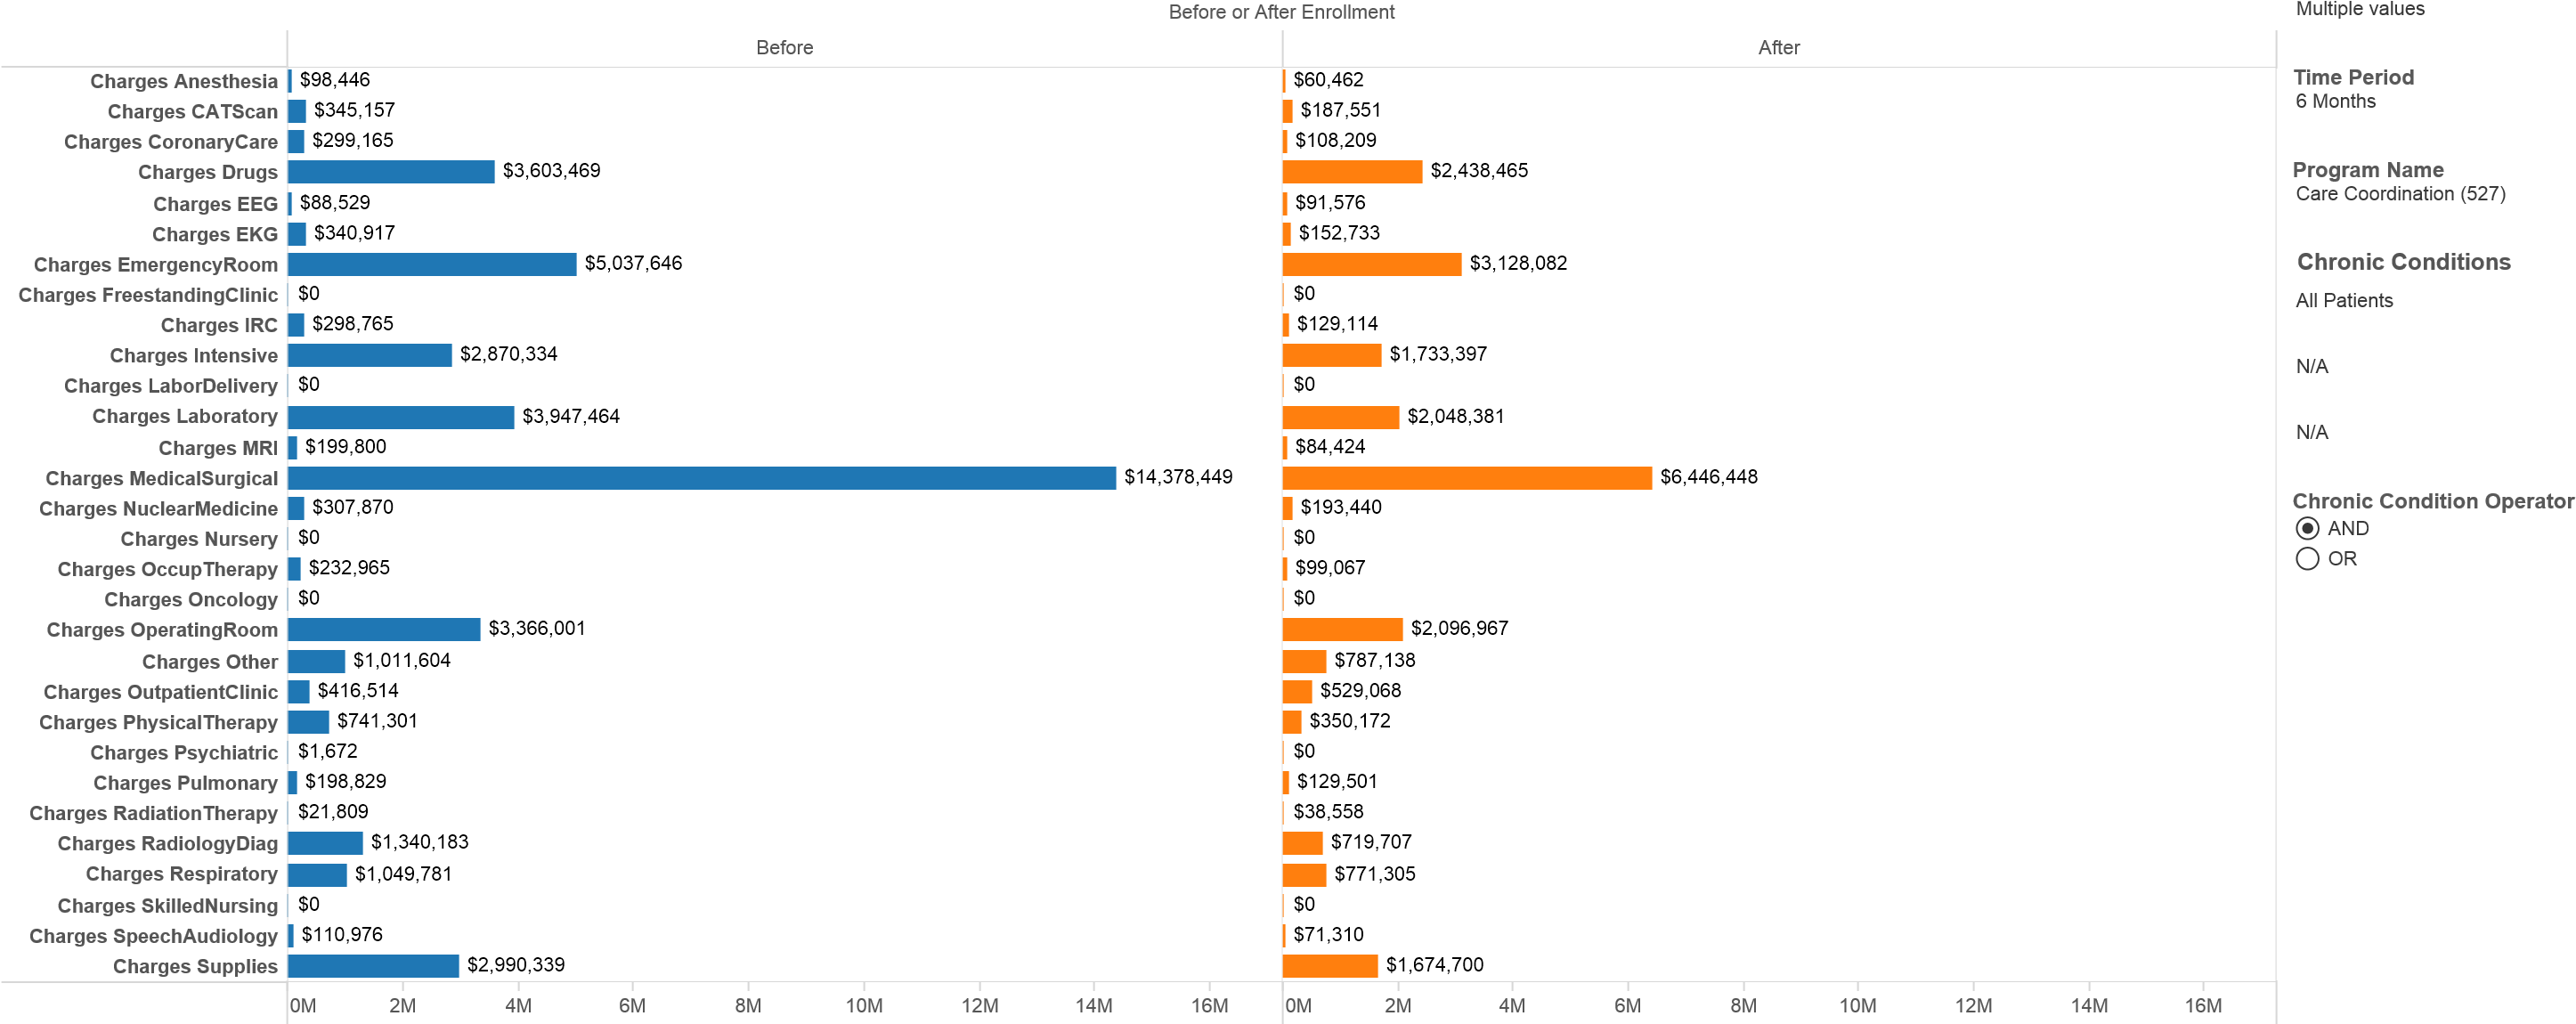 Before or After Enrollment
Before After
Charges Anesthesia $98,446 $60,462
Charges CATScan $345,157 $187,551
Charges CoronaryCare $299,165 $108,209
Charges Drugs $3,603,469 $2,438,465
Charges EEG $88,529 $91,576
Charges EKG $340,917 $152,733
Charges EmergencyRoom $5,037,646 $3,128,082
Charges FreestandingClinic $0 $0
Charges IRC $298,765 $129,114
Charges Intensive $2,870,334 $1,733,397
Charges LaborDelivery $0 $0
Charges Laboratory $3,947,464 $2,048,381
Charges MRI $199,800 $84,424
Charges MedicalSurgical $14,378,449 $6,446,448
Charges NuclearMedicine $307,870 $193,440
Charges Nursery $0 $0
Charges OccupTherapy $232,965 $99,067
Charges Oncology $0 $0
Charges OperatingRoom $3,366,001 $2,096,967
Charges Other $1,011,604 $787,138
Charges OutpatientClinic $416,514 $529,068
Charges PhysicalTherapy $741,301 $350,172
Charges Psychiatric $1,672 $0
Charges Pulmonary $198,829 $129,501
Charges RadiationTherapy $21,809 $38,558
Charges RadiologyDiag $1,340,183 $719,707
Charges Respiratory $1,049,781 $771,305
Charges SkilledNursing $0 $0
Charges SpeechAudiology $110,976 $71,310
Charges Supplies $2,990,339 $1,674,700
0M 2M 4M 6M 8M 10M 12M 14M 16M 0M 2M 4M 6M 8M 10M 12M 14M 16M
Multiple values
Time Period
6 Months
Program Name
Care Coordination (527)
Chronic Conditions
All Patients
N/A
N/A
Chronic Condition Operator
AND
OR